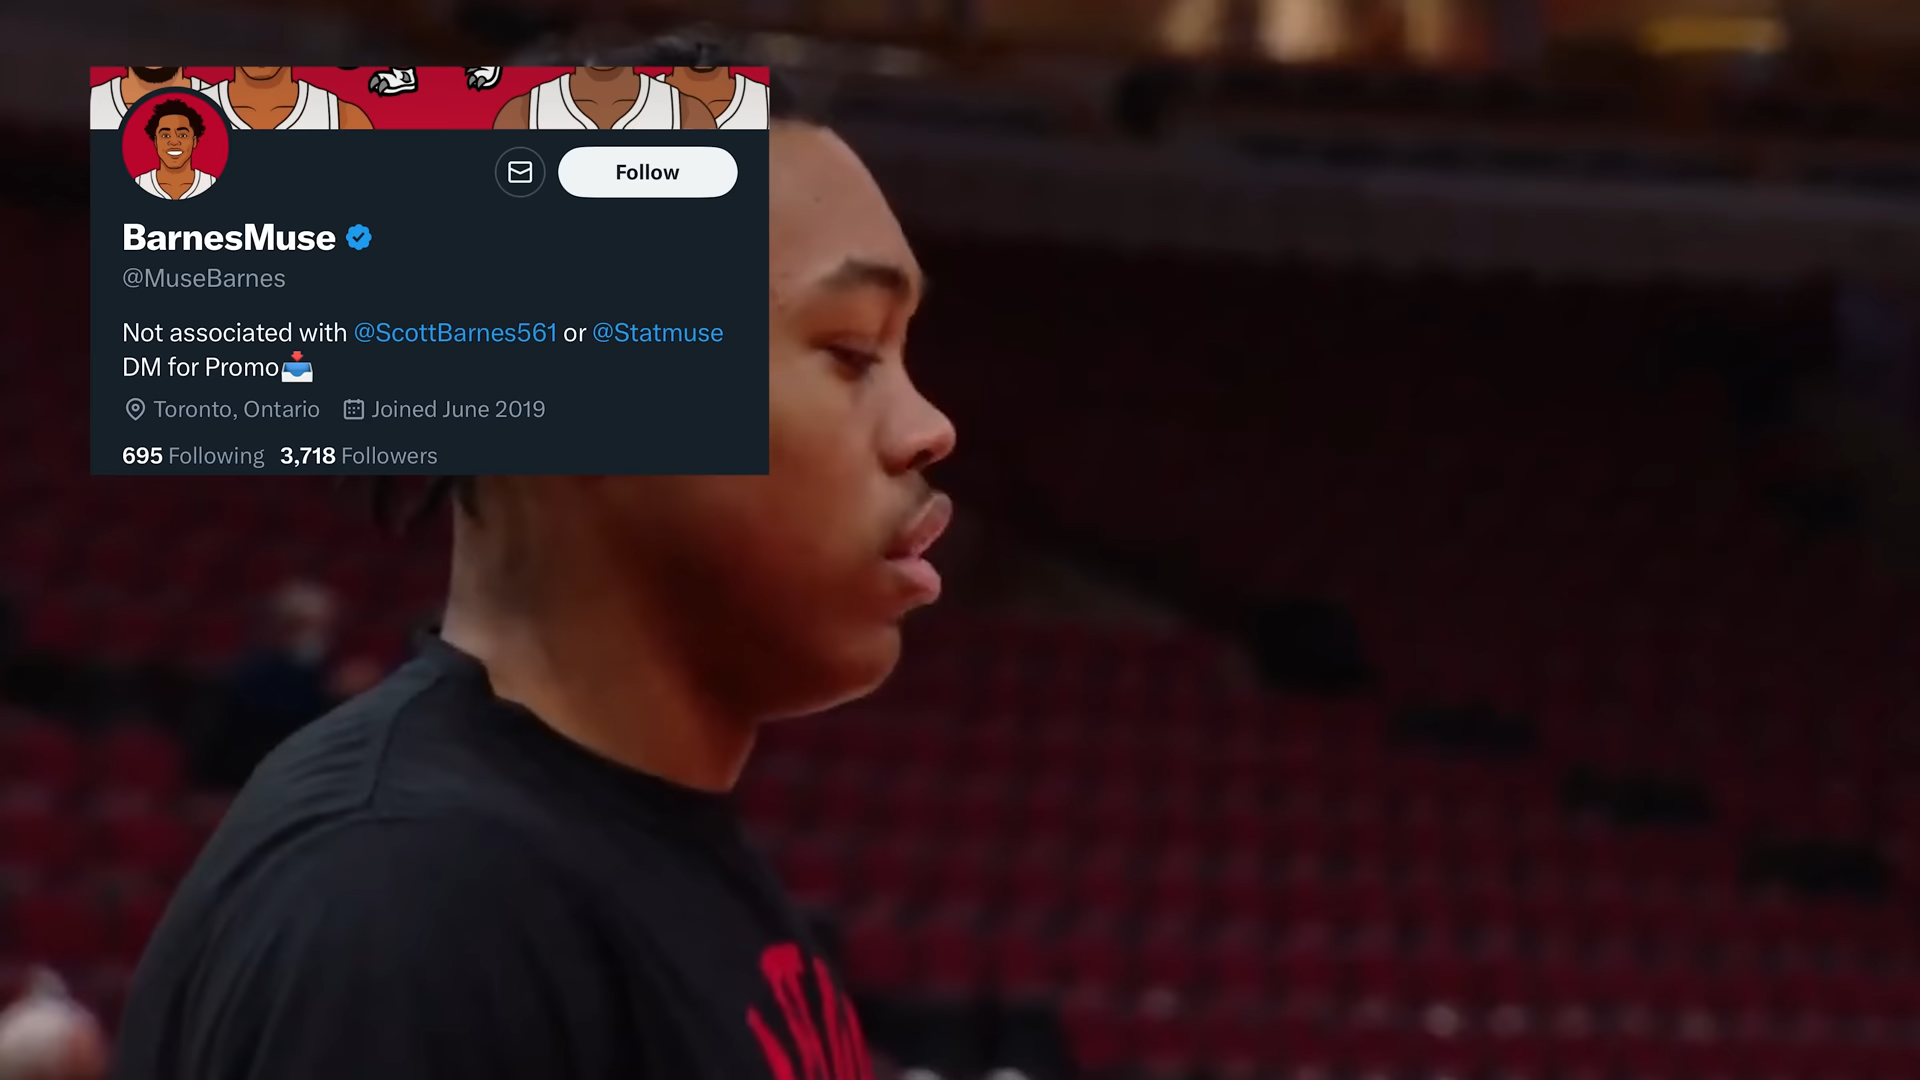 Follow
BarnesMuse
@MuseBarnes
Not associated with @ScottBarnes561 or @Statmuse
DM for Promo📥
Toronto, Ontario Joined June 2019
695 Following 3,718 Followers